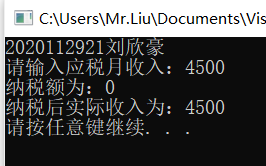 C:\Users\Mr.Liu\Documents\Vis
2020112921刘欣豪
请输入应税月收入：4500
纳税额为：0
纳税后实际收入为：4500
请按任意键继续. . .